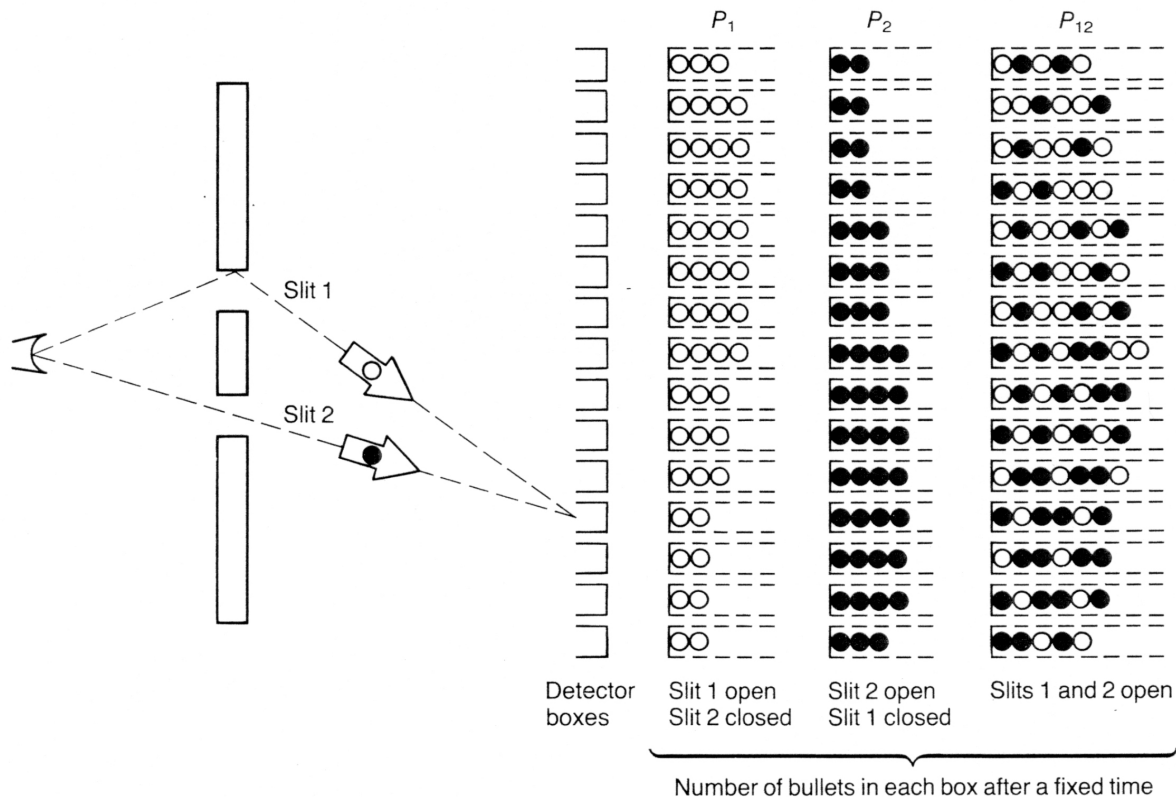 P₁ P₂ P₁₂
Slit 1
Slit 2
Detector boxes
Slit 1 open
Slit 2 closed
Slit 2 open
Slit 1 closed
Slits 1 and 2 open
Number of bullets in each box after a fixed time